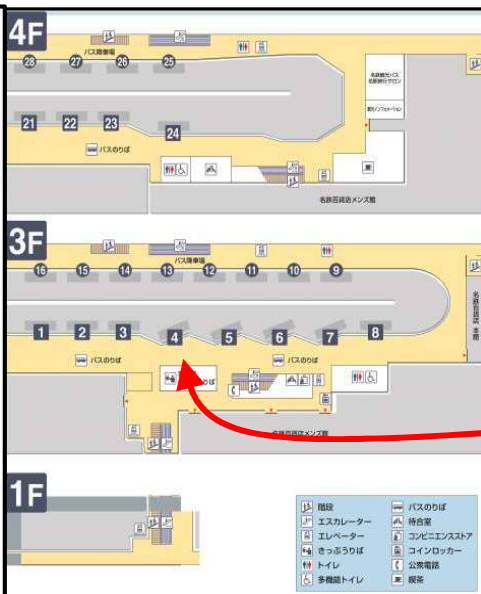 4F
バス降車場
28 27 26 25
21 22 23 24
バスのりば
名鉄観光バス
名鉄旅行サロン
観光インフォメーション
名鉄百貨店メンズ館
3F
バス降車場
16 15 14 13 12 11 10 9
1 2 3 4 5 6 7 8
バスのりば
バスのりば
名鉄百貨店 本館
りば
名鉄百貨店メンズ館
1F
階段
エスカレーター
エレベーター
きっぷうりば
トイレ
多機能トイレ
バスのりば
待合室
コンビニエンスストア
コインロッカー
公衆電話
喫茶